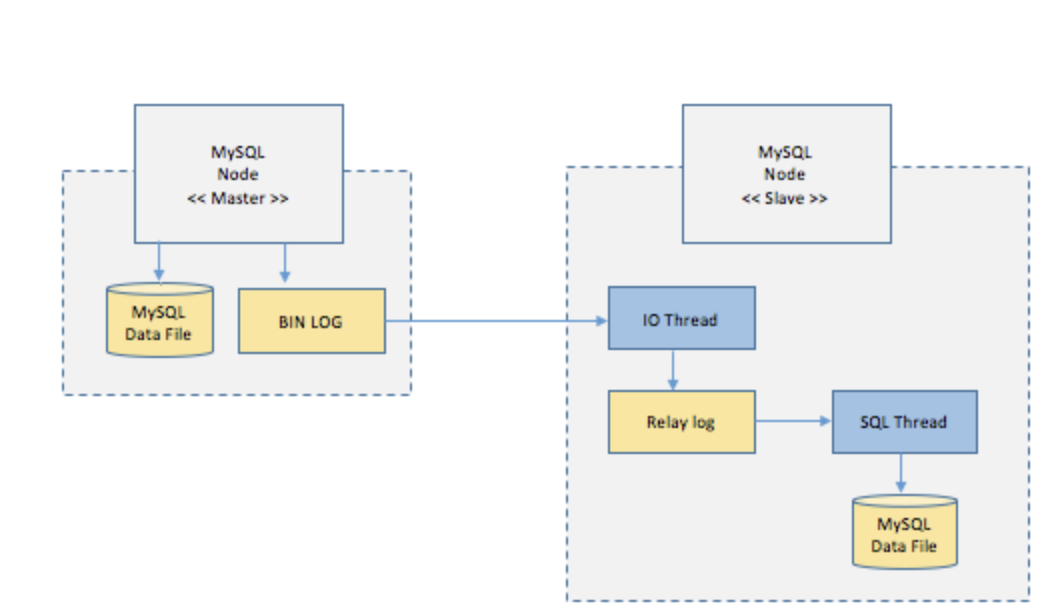 MySQL
Node
<< Master >>
MySQL
Data File
BIN LOG
MySQL
Node
<< Slave >>
IO Thread
Relay log
SQL Thread
MySQL
Data File